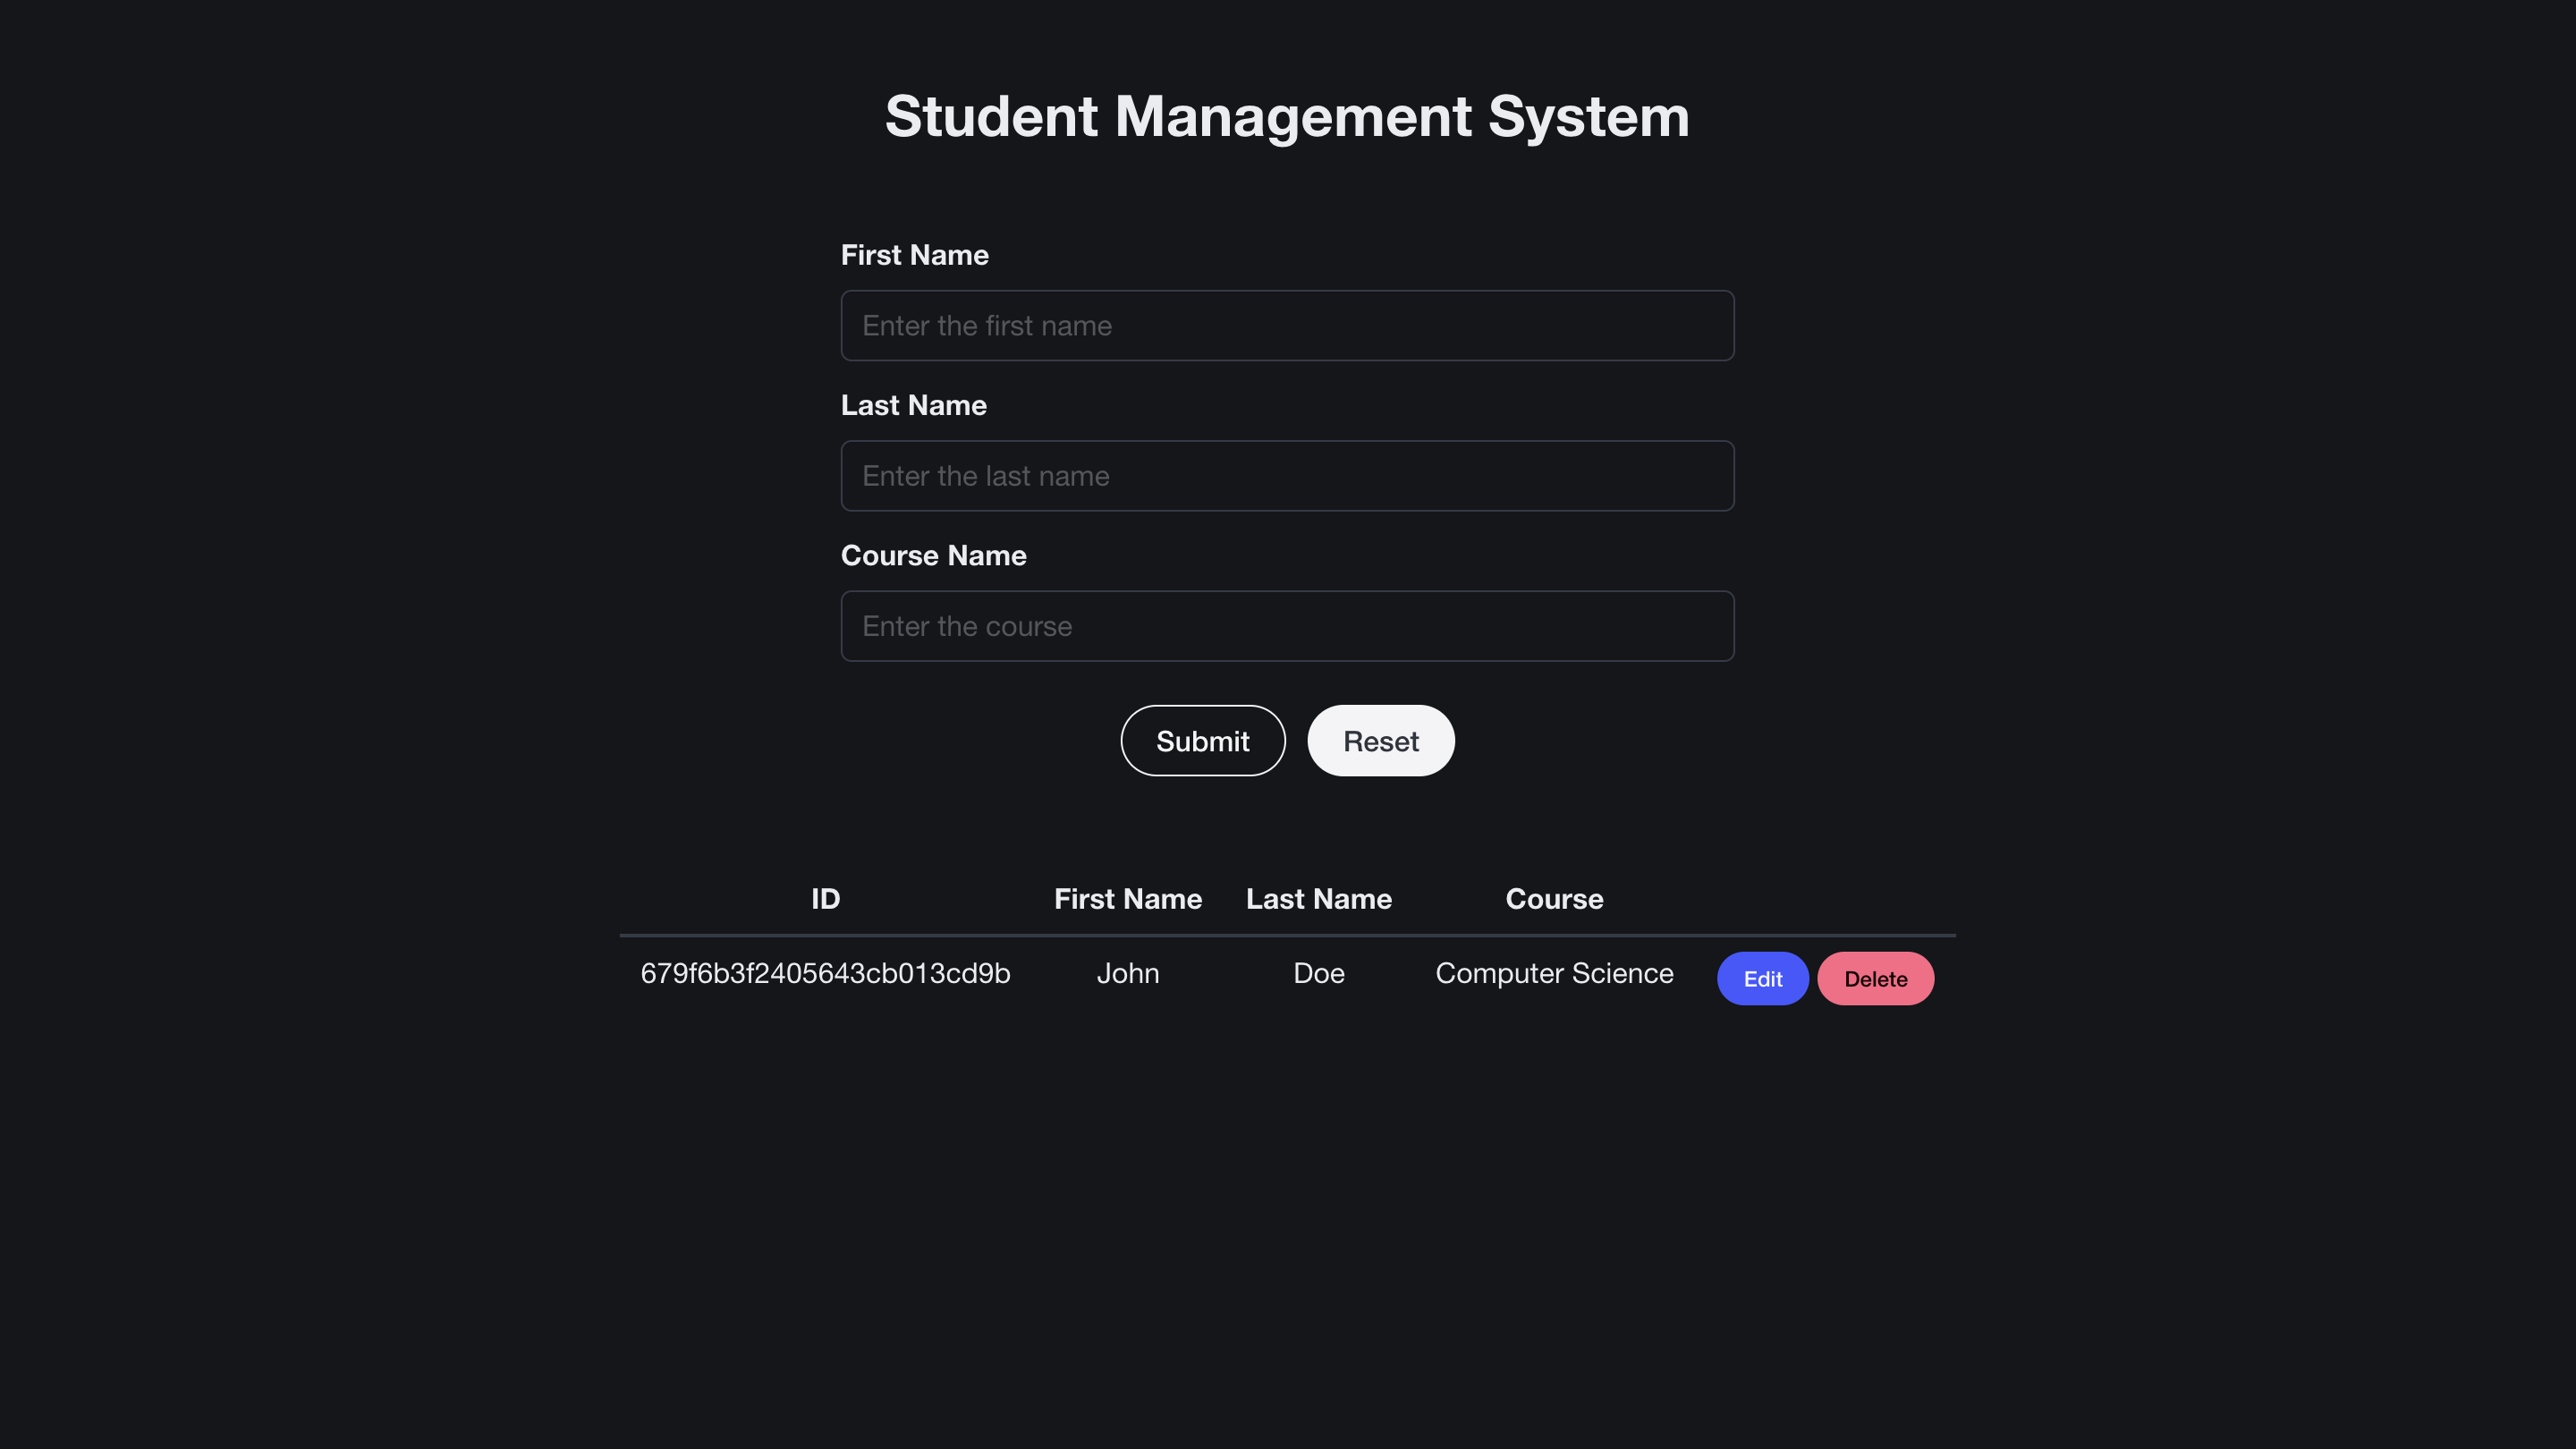 Student Management System
First Name
Enter the first name
Last Name
Enter the last name
Course Name
Enter the course
Submit Reset
ID First Name Last Name Course
679f6b3f2405643cb013cd9b John Doe Computer Science Edit Delete